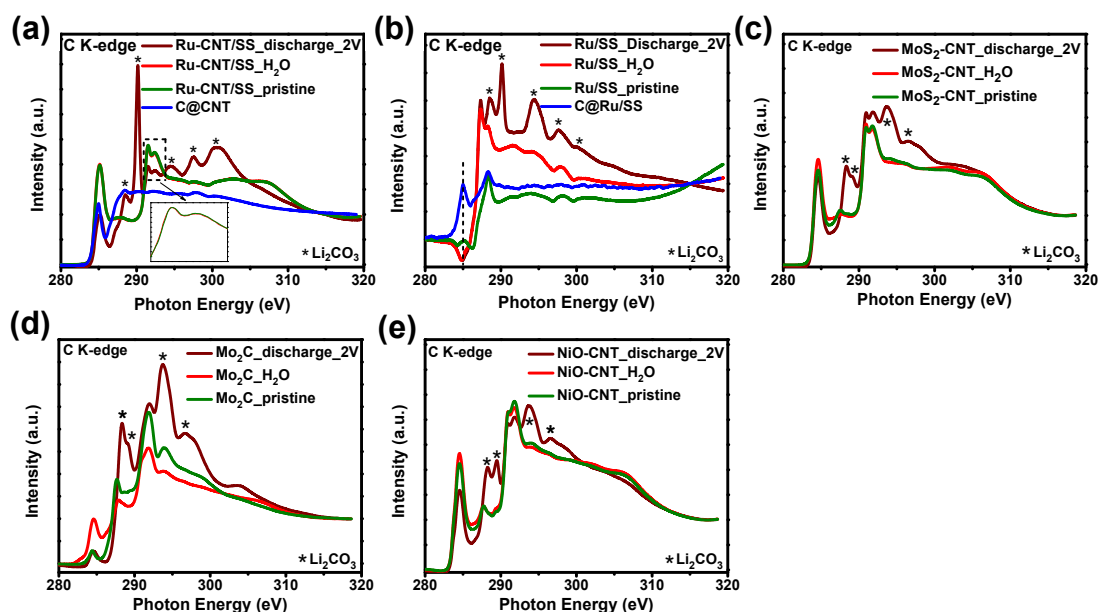 (a)
C K-edge
Ru-CNT/SS_discharge_2V
Ru-CNT/SS_H₂O
Ru-CNT/SS_pristine
C@CNT
* * * * *
*Li₂CO₃
Intensity (a.u.)
280 290 300 310 320
Photon Energy (eV)
(b)
C K-edge
Ru/SS_Discharge_2V
Ru/SS_H₂O
Ru/SS_pristine
C@Ru/SS
* * * * *
*Li₂CO₃
Intensity (a.u.)
280 290 300 310 320
Photon Energy (eV)
(c)
C K-edge
MoS₂-CNT_discharge_2V
MoS₂-CNT_H₂O
MoS₂-CNT_pristine
* * * *
*Li₂CO₃
Intensity (a.u.)
280 290 300 310 320
Photon Energy (eV)
(d)
C K-edge
Mo₂C_discharge_2V
Mo₂C_H₂O
Mo₂C_pristine
* * * *
*Li₂CO₃
Intensity (a.u.)
280 290 300 310 320
Photon Energy (eV)
(e)
C K-edge
NiO-CNT_discharge_2V
NiO-CNT_H₂O
NiO-CNT_pristine
* * * *
*Li₂CO₃
Intensity (a.u.)
280 290 300 310 320
Photon Energy (eV)